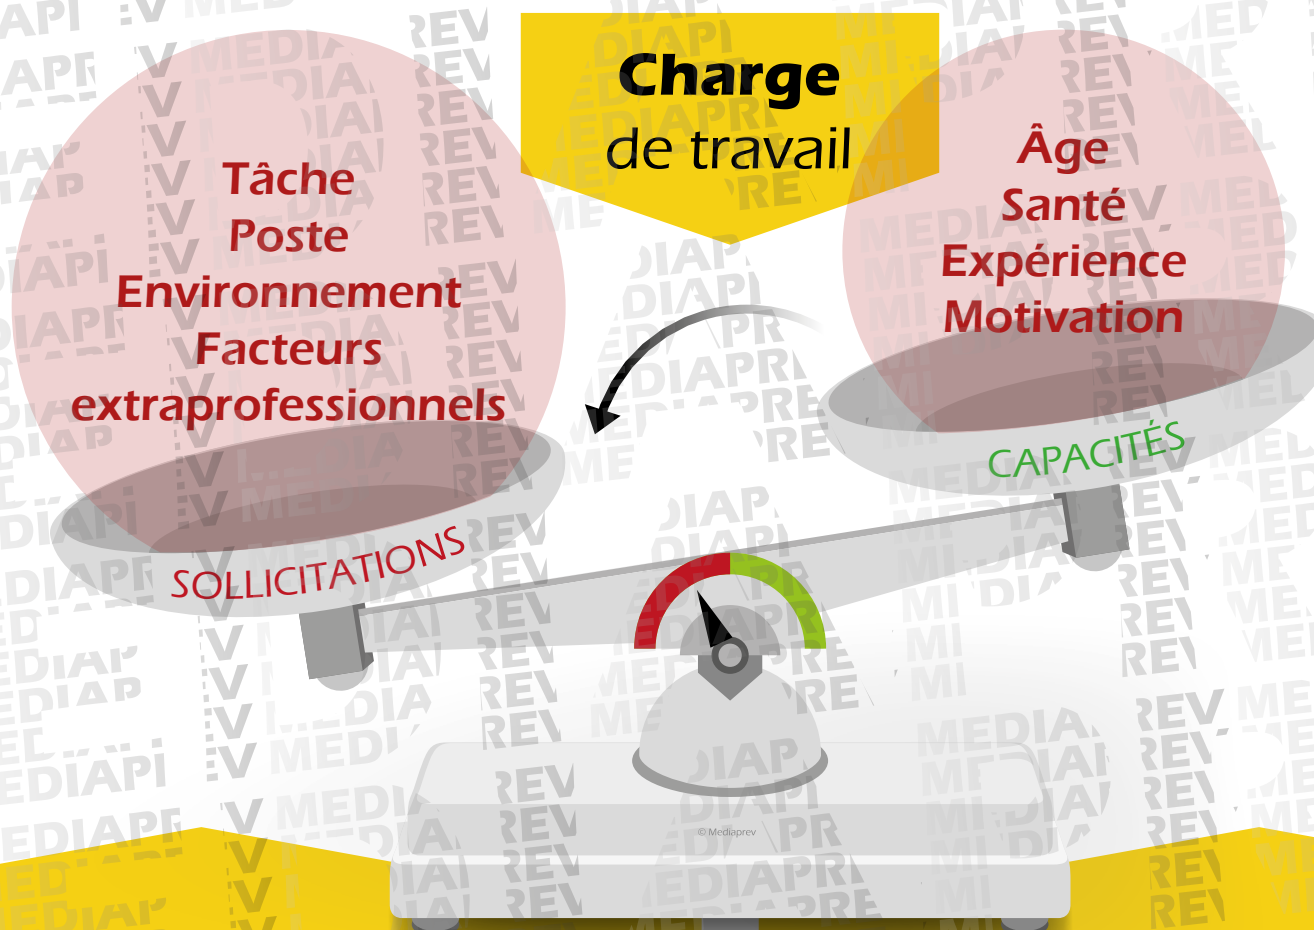 Charge
de travail
Tâche
Poste
Environnement
Facteurs
extraprofessionnels
SOLLICITATIONS
Âge
Santé
Expérience
Motivation
CAPACITÉS
© Mediaprev